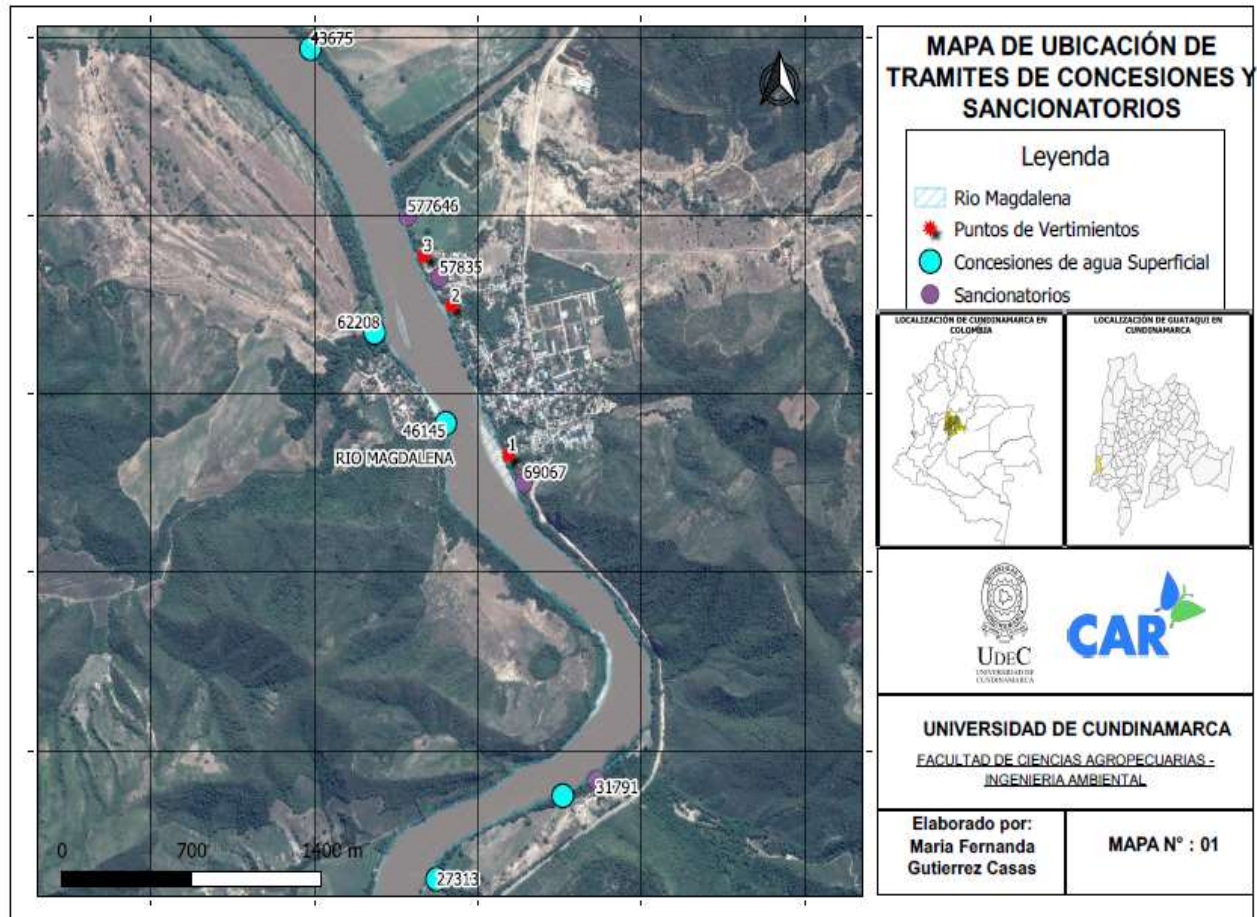 43675
577646
3
57835
2
62208
46145
1
RIO MAGDALENA
69067
31791
27313
0 700 1400 m
MAPA DE UBICACIÓN DE
TRAMITES DE CONCESIONES Y
SANCIONATORIOS
Leyenda
Rio Magdalena
Puntos de Vertimientos
Concesiones de agua Superficial
Sancionatorios
LOCALIZACIÓN DE CUNDINAMARCA EN
COLOMBIA
LOCALIZACIÓN DE GUATAQUI EN
CUNDINAMARCA
UDEC
UNIVERSIDAD DE
CUNDINAMARCA
CAR
UNIVERSIDAD DE CUNDINAMARCA
FACULTAD DE CIENCIAS AGROPECUARIAS -
INGENIERIA AMBIENTAL
Elaborado por:
Maria Fernanda
Gutierrez Casas
MAPA N° : 01